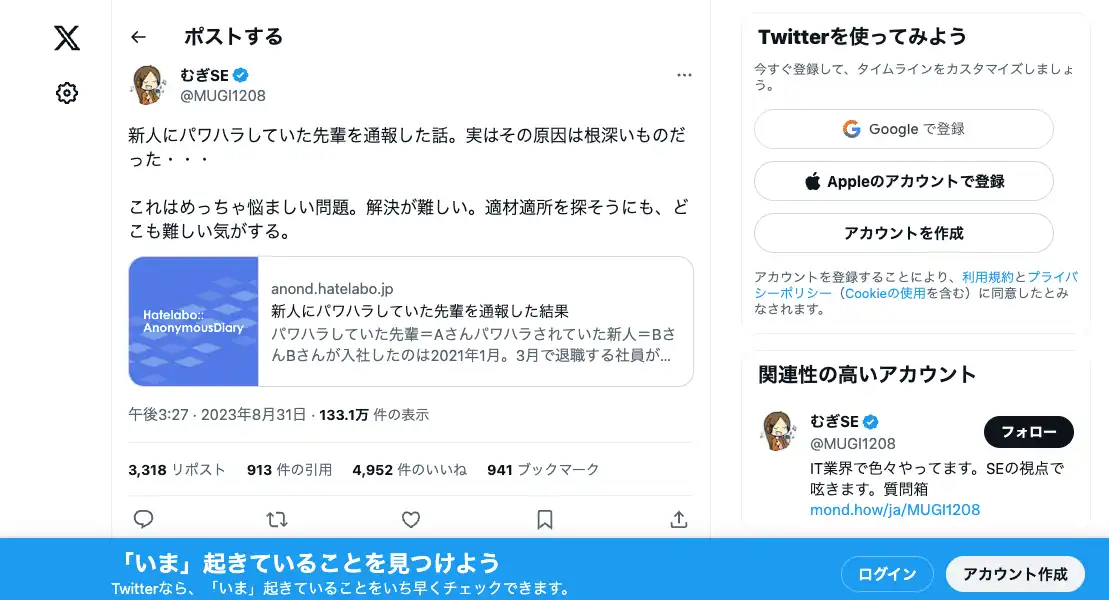 ポストする
むぎSE
@MUGI1208
新人にパワハラしていた先輩を通報した話。実はその原因は根深いものだ
った・・・
これはめっちゃ悩ましい問題。解決が難しい。適材適所を探そうにも、ど
こも難しい気がする。
Hatelabo::
AnonymousDiary
anond.hatelabo.jp
新人にパワハラしていた先輩を通報した結果
パワハラしていた先輩＝Aさんパワハラされていた新人＝Bさ
んBさんが入社したのは2021年1月。3月で退職する社員が...
午後3:27 · 2023年8月31日 · 133.1万 件の表示
3,318 リポスト 913 件の引用 4,952 件のいいね 941 ブックマーク
Twitterを使ってみよう
今すぐ登録して、タイムラインをカスタマイズしましょ
う。
Google で登録
Appleのアカウントで登録
アカウントを作成
アカウントを登録することにより、利用規約とプライバ
シーポリシー（Cookieの使用を含む）に同意したとみ
なされます。
関連性の高いアカウント
むぎSE
@MUGI1208
フォロー
IT業界で色々やってます。SEの視点で
呟きます。質問箱
mond.how/ja/MUGI1208
「いま」起きていることを見つけよう
Twitterなら、「いま」起きていることをいち早くチェックできます。
ログイン
アカウント作成